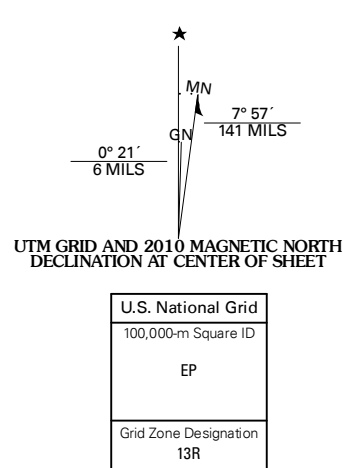 ★
MN
7° 57´
141 MILS
GN
0° 21´
6 MILS
UTM GRID AND 2010 MAGNETIC NORTH
DECLINATION AT CENTER OF SHEET
U.S. National Grid
100,000-m Square ID
EP
Grid Zone Designation
13R